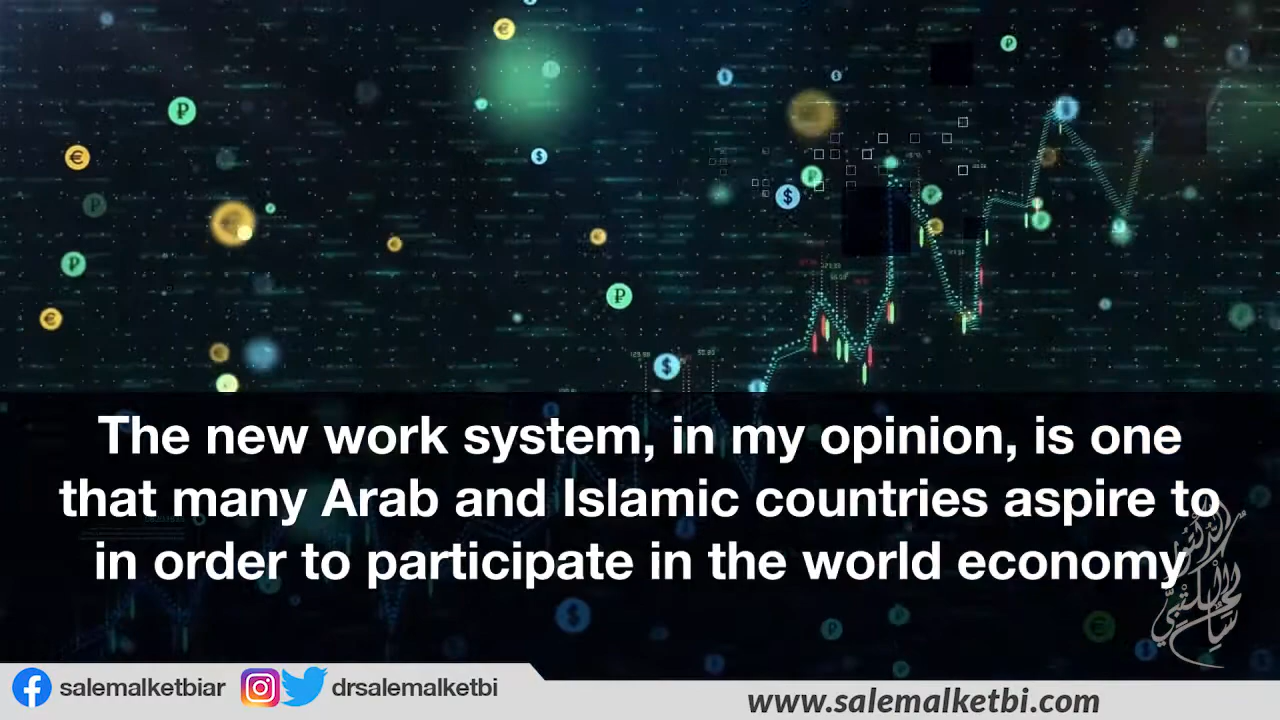 The new work system, in my opinion, is one
that many Arab and Islamic countries aspire to
in order to participate in the world economy
salemalketbiar
drsalemalketbi
www.salemalketbi.com